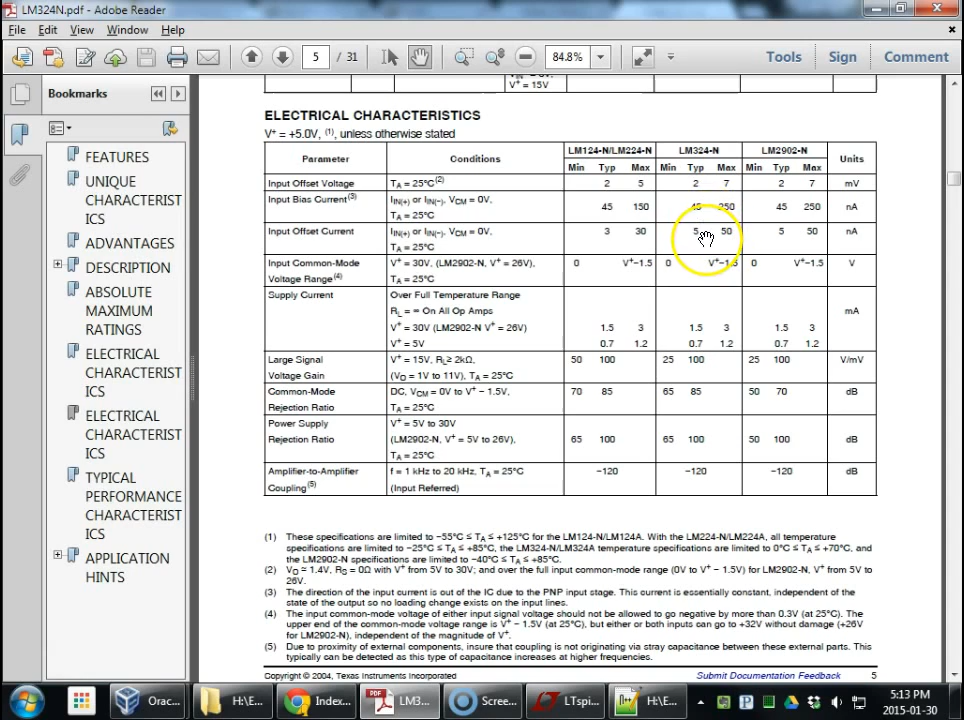 LM324N.pdf - Adobe Reader
File Edit View Window Help
5 / 31 84.8% Tools Sign Comment
Bookmarks
FEATURES
UNIQUE
CHARACTERIST
ICS
ADVANTAGES
DESCRIPTION
ABSOLUTE
MAXIMUM
RATINGS
ELECTRICAL
CHARACTERIST
ICS
ELECTRICAL
CHARACTERIST
ICS
TYPICAL
PERFORMANCE
CHARACTERIST
ICS
APPLICATION
HINTS
V⁺ = 15V
ELECTRICAL CHARACTERISTICS
V⁺ = +5.0V, (1), unless otherwise stated
Parameter Conditions LM124-N/LM224-N LM324-N LM2902-N Units
Min Typ Max Min Typ Max Min Typ Max
Input Offset Voltage TA = 25°C(2) 2 5 2 7 2 7 mV
Input Bias Current(3) IIN(+) or IIN(−), VCM = 0V, 45 150 45 250 45 250 nA
TA = 25°C
Input Offset Current IIN(+) or IIN(−), VCM = 0V, 3 30 5 50 5 50 nA
TA = 25°C
Input Common-Mode V⁺ = 30V, (LM2902-N, V⁺ = 26V), 0 V⁺−1.5 0 V⁺−1.5 0 V⁺−1.5 V
Voltage Range(4) TA = 25°C
Supply Current Over Full Temperature Range
RL = ∞ On All Op Amps mA
V⁺ = 30V (LM2902-N V⁺ = 26V) 1.5 3 1.5 3 1.5 3
V⁺ = 5V 0.7 1.2 0.7 1.2 0.7 1.2
Large Signal V⁺ = 15V, RL≥ 2kΩ, 50 100 25 100 25 100 V/mV
Voltage Gain (VO = 1V to 11V), TA = 25°C
Common-Mode DC, VCM = 0V to V⁺ − 1.5V, 70 85 65 85 50 70 dB
Rejection Ratio TA = 25°C
Power Supply V⁺ = 5V to 30V
Rejection Ratio (LM2902-N, V⁺ = 5V to 26V), 65 100 65 100 50 100 dB
TA = 25°C
Amplifier-to-Amplifier f = 1 kHz to 20 kHz, TA = 25°C −120 −120 −120 dB
Coupling(5) (Input Referred)
(1) These specifications are limited to −55°C ≤ TA ≤ +125°C for the LM124-N/LM124A. With the LM224-N/LM224A, all temperature
specifications are limited to −25°C ≤ TA ≤ +85°C, the LM324-N/LM324A temperature specifications are limited to 0°C ≤ TA ≤ +70°C, and
the LM2902-N specifications are limited to −40°C ≤ TA ≤ +85°C.
(2) VO ≃ 1.4V, RS = 0Ω with V⁺ from 5V to 30V; and over the full input common-mode range (0V to V⁺ − 1.5V) for LM2902-N, V⁺ from 5V to
26V.
(3) The direction of the input current is out of the IC due to the PNP input stage. This current is essentially constant, independent of the
state of the output so no loading change exists on the input lines.
(4) The input common-mode voltage of either input signal voltage should not be allowed to go negative by more than 0.3V (at 25°C). The
upper end of the common-mode voltage range is V⁺ − 1.5V (at 25°C), but either or both inputs can go to +32V without damage (+26V
for LM2902-N), independent of the magnitude of V⁺.
(5) Due to proximity of external components, insure that coupling is not originating via stray capacitance between these external parts. This
typically can be detected as this type of capacitance increases at higher frequencies.
Copyright © 2004, Texas Instruments Incorporated Submit Documentation Feedback 5
Orac... H:\E... Index... LM3... Scree... LTspi... H:\E... 5:13 PM
2015-01-30